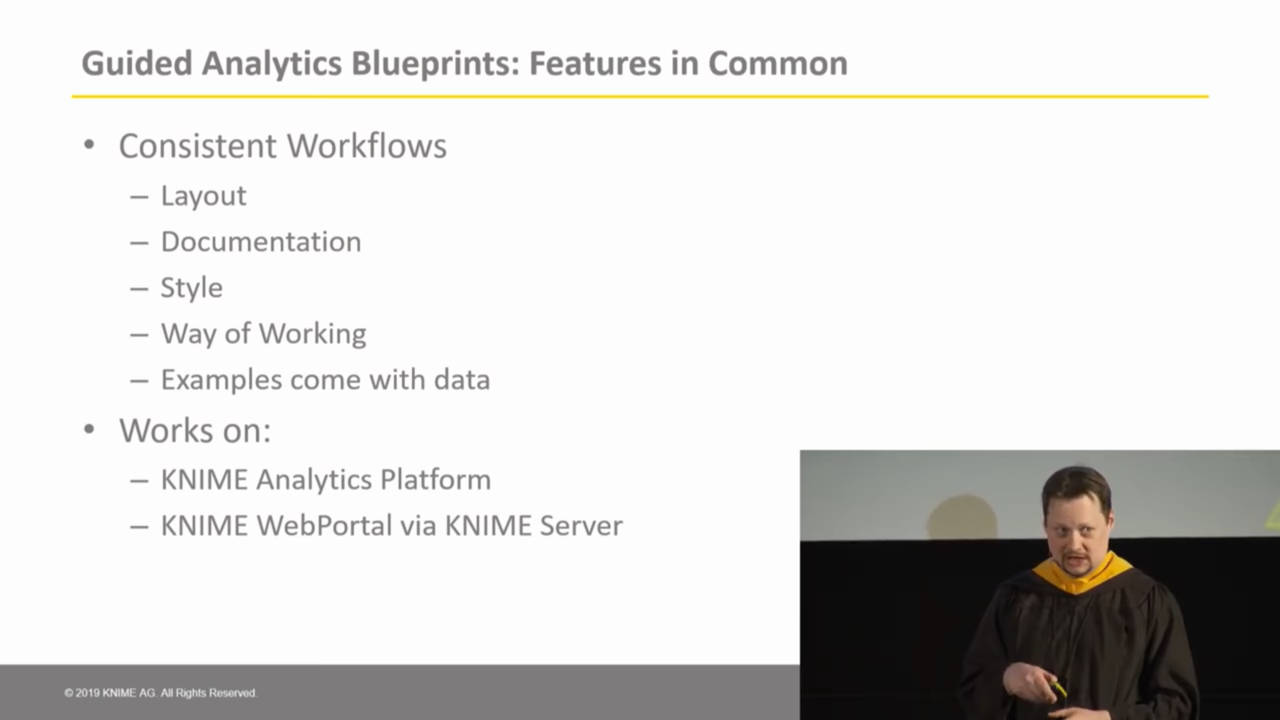 Guided Analytics Blueprints: Features in Common
• Consistent Workflows
– Layout
– Documentation
– Style
– Way of Working
– Examples come with data
• Works on:
– KNIME Analytics Platform
– KNIME WebPortal via KNIME Server
© 2019 KNIME AG. All Rights Reserved.